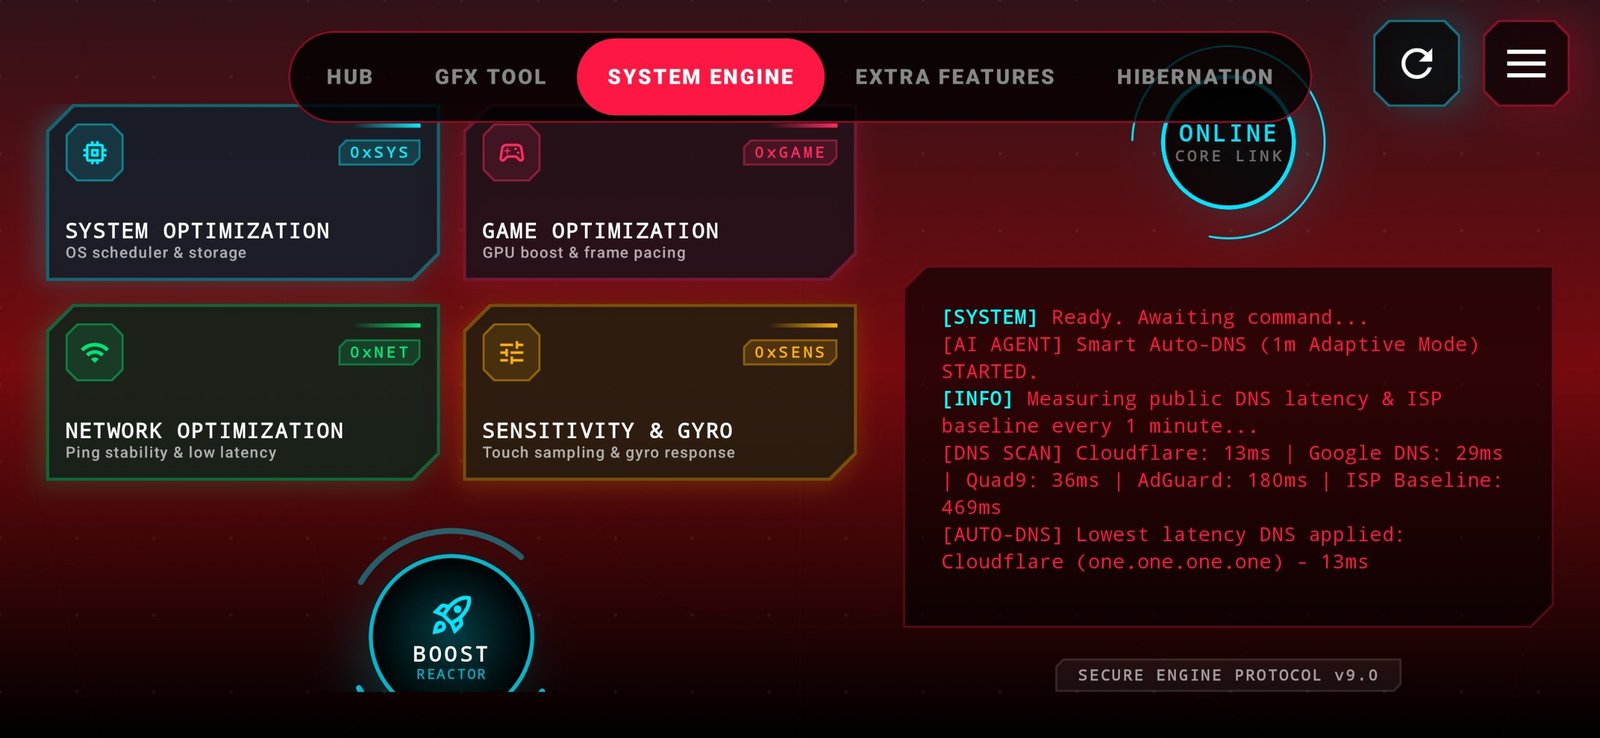 HUB
GFX TOOL
SYSTEM ENGINE
EXTRA FEATURES
HIBERNATION
0xSYS
SYSTEM OPTIMIZATION
OS scheduler & storage
0xGAME
GAME OPTIMIZATION
GPU boost & frame pacing
0xNET
NETWORK OPTIMIZATION
Ping stability & low latency
0xSENS
SENSITIVITY & GYRO
Touch sampling & gyro response
BOOST
REACTOR
ONLINE
CORE LINK
[SYSTEM] Ready. Awaiting command...
[AI AGENT] Smart Auto-DNS (1m Adaptive Mode)
STARTED.
[INFO] Measuring public DNS latency & ISP
baseline every 1 minute...
[DNS SCAN] Cloudflare: 13ms | Google DNS: 29ms
| Quad9: 36ms | AdGuard: 180ms | ISP Baseline:
469ms
[AUTO-DNS] Lowest latency DNS applied:
Cloudflare (one.one.one.one) - 13ms
SECURE ENGINE PROTOCOL v9.0